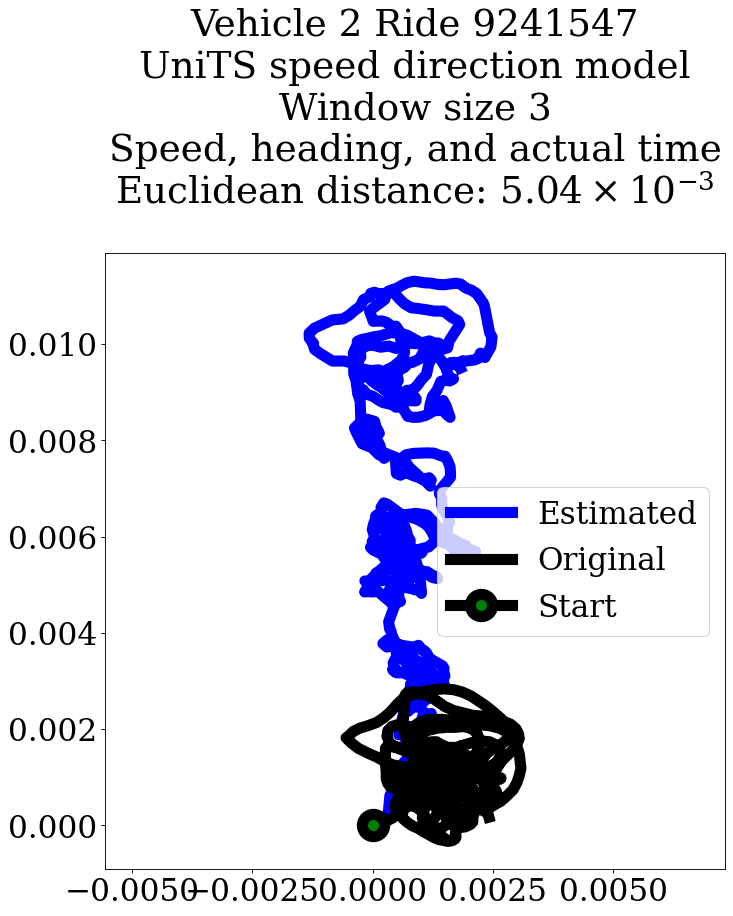 Vehicle 2 Ride 9241547
UniTS speed direction model
Window size 3
Speed, heading, and actual time
Euclidean distance: 5.04 × 10⁻³
0.010
0.008
0.006
0.004
0.002
0.000
Estimated
Original
Start
−0.0050 −0.0025 0.0000 0.0025 0.0050